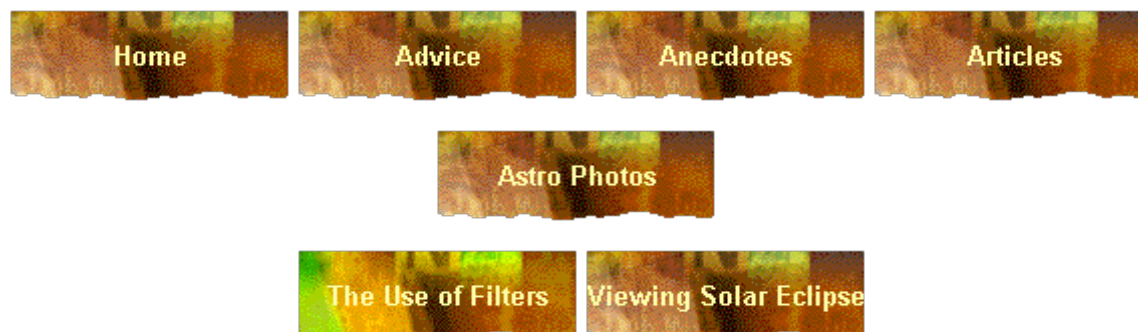 Home Advice Anecdotes Articles
Astro Photos
The Use of Filters Viewing Solar Eclipse